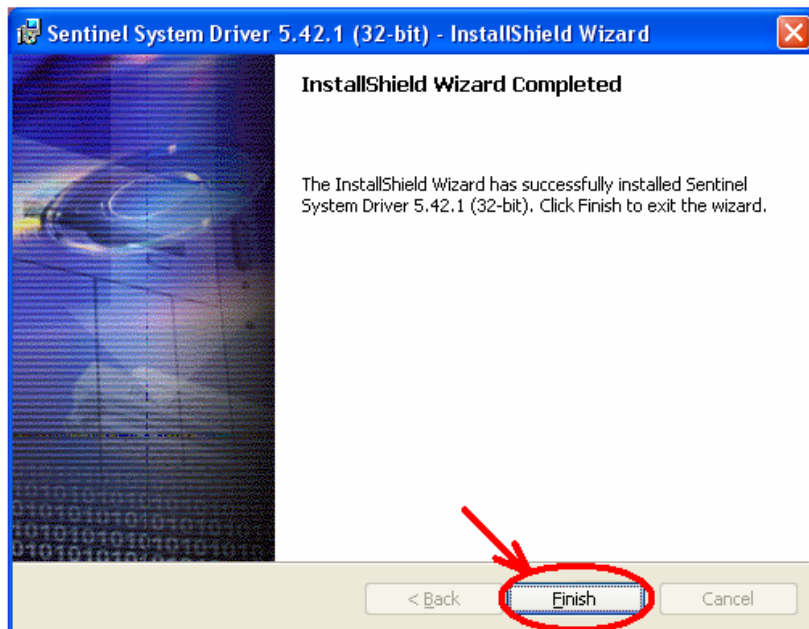 Sentinel System Driver 5.42.1 (32-bit) - InstallShield Wizard
InstallShield Wizard Completed
The InstallShield Wizard has successfully installed Sentinel
System Driver 5.42.1 (32-bit). Click Finish to exit the wizard.
< Back Finish Cancel